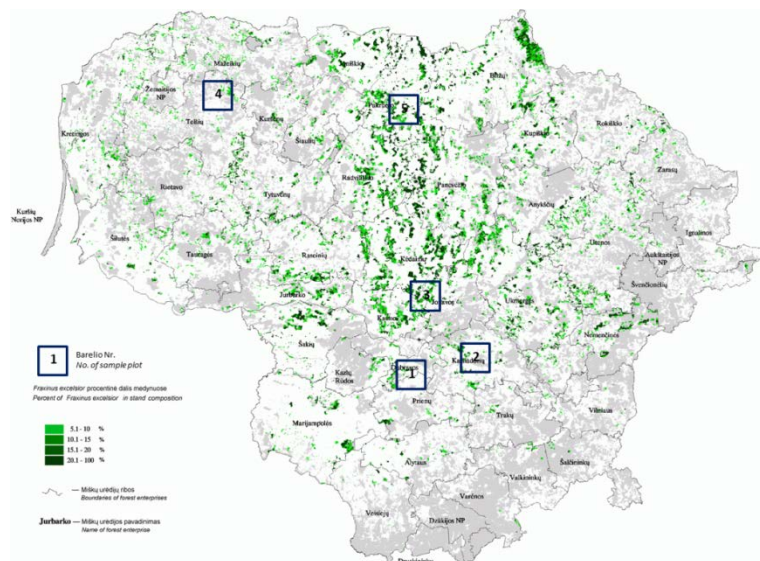 Mažeikių
Joniškio
Biržų
4
Žemaitijos
NP
5
Telšių
Kretingos
Kuršėnų
Kupiškio
Rokiškio
Šiaulių
Radviliškio
Panevėžio
Zarasų
Rietavo
Tytuvėnų
Anykščių
Kuršių
Nerijos NP
Ignalinos
Šilutės
Utenos
Tauragės
Raseinių
Kėdainių
Aukštaitijos
NP
Jurbarko
3
Jonavos
Ukmergės
Švenčionėlių
Kauno
Nemenčinės
Šakių
1
Barelio Nr.
No. of sample plot
2
Kazlų
Rūdos
Dubravos
1
Fraxinus excelsior procentinė dalis medynuose
Percent of Fraxinus excelsior in stand composition
Prienų
Vilniaus
Trakų
Marijampolės
5.1 - 10 %
10.1 - 15 %
15.1 - 20 %
20.1 - 100 %
Alytaus
Šalčininkų
Valkininkų
Miškų urėdijų ribos
Boundaries of forest enterprises
Varėnos
Veisiejų
Dzūkijos NP
Jurbarko — Miškų urėdijos pavadinimas
Name of forest enterprise